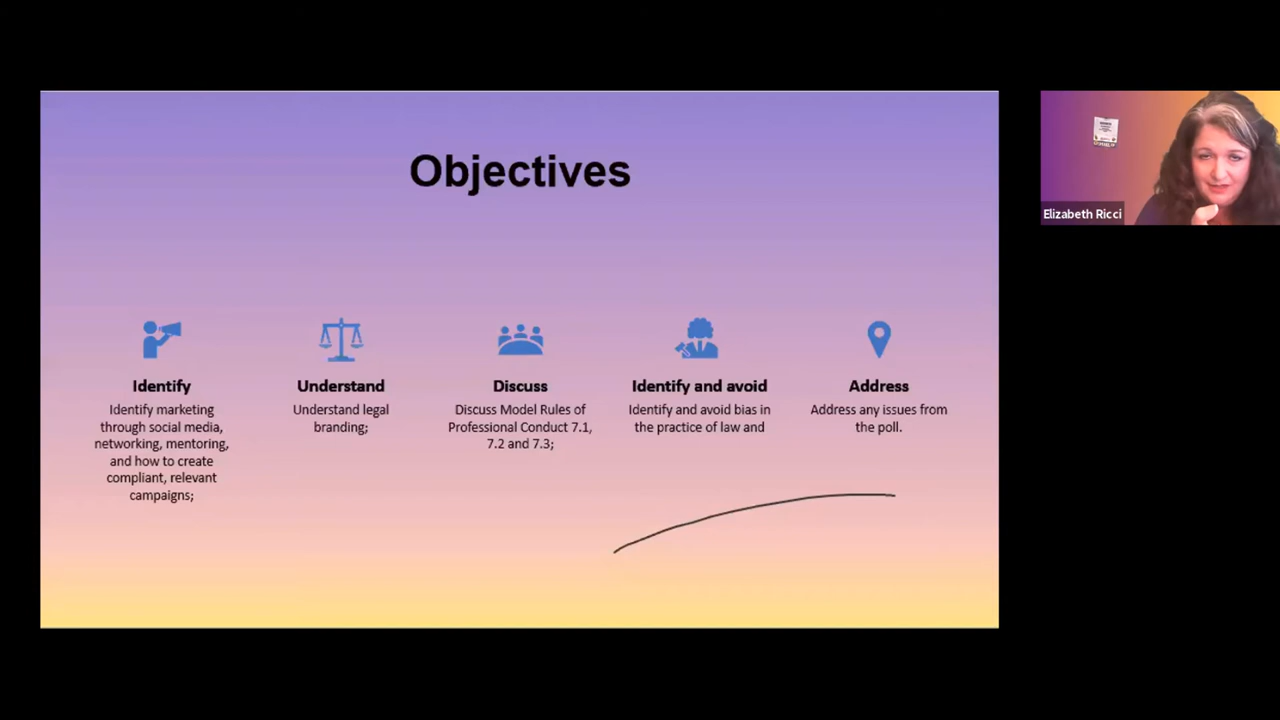 Objectives
Identify
Identify marketing
through social media,
networking, mentoring,
and how to create
compliant, relevant
campaigns;
Understand
Understand legal
branding;
Discuss
Discuss Model Rules of
Professional Conduct 7.1,
7.2 and 7.3;
Identify and avoid
Identify and avoid bias in
the practice of law and
Address
Address any issues from
the poll.
Elizabeth Ricci